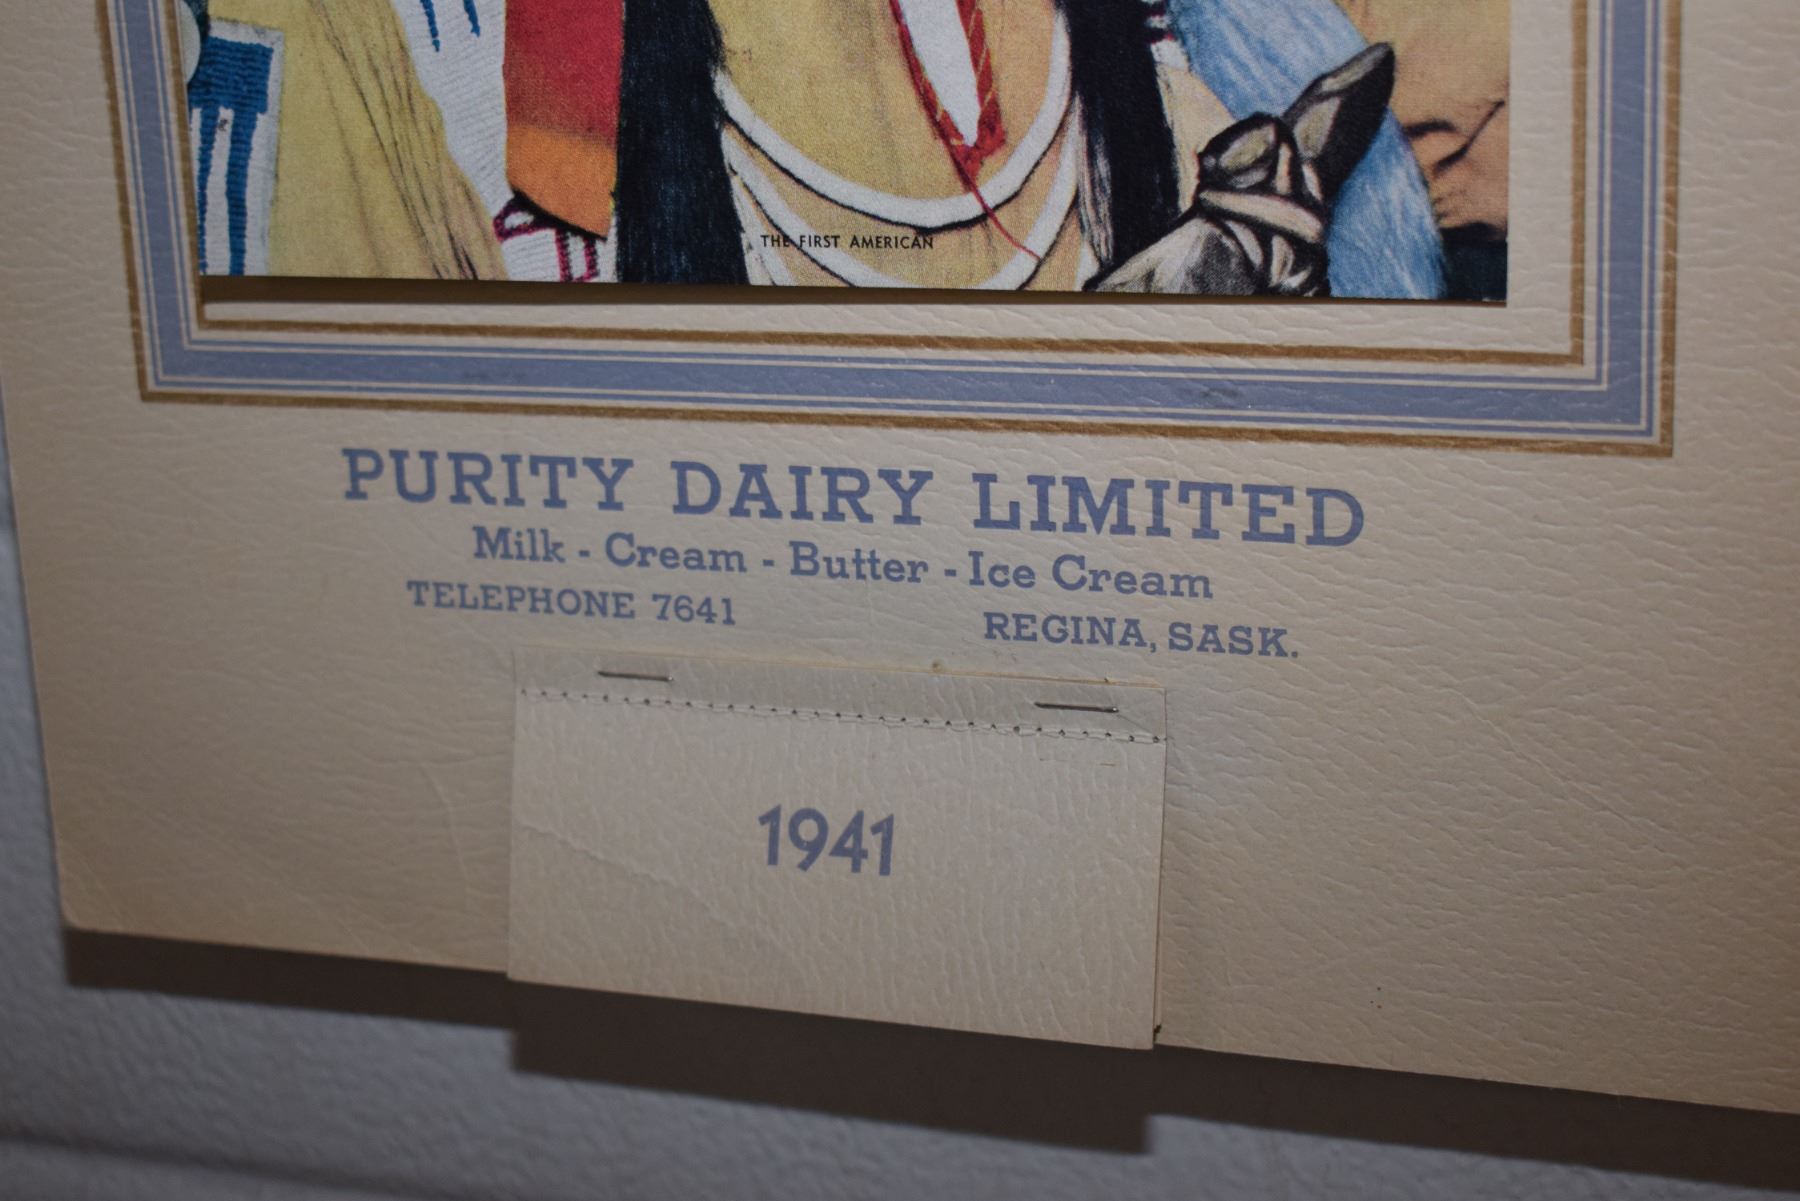 THE FIRST AMERICAN
PURITY DAIRY LIMITED
Milk - Cream - Butter - Ice Cream
TELEPHONE 7641 REGINA, SASK.
1941